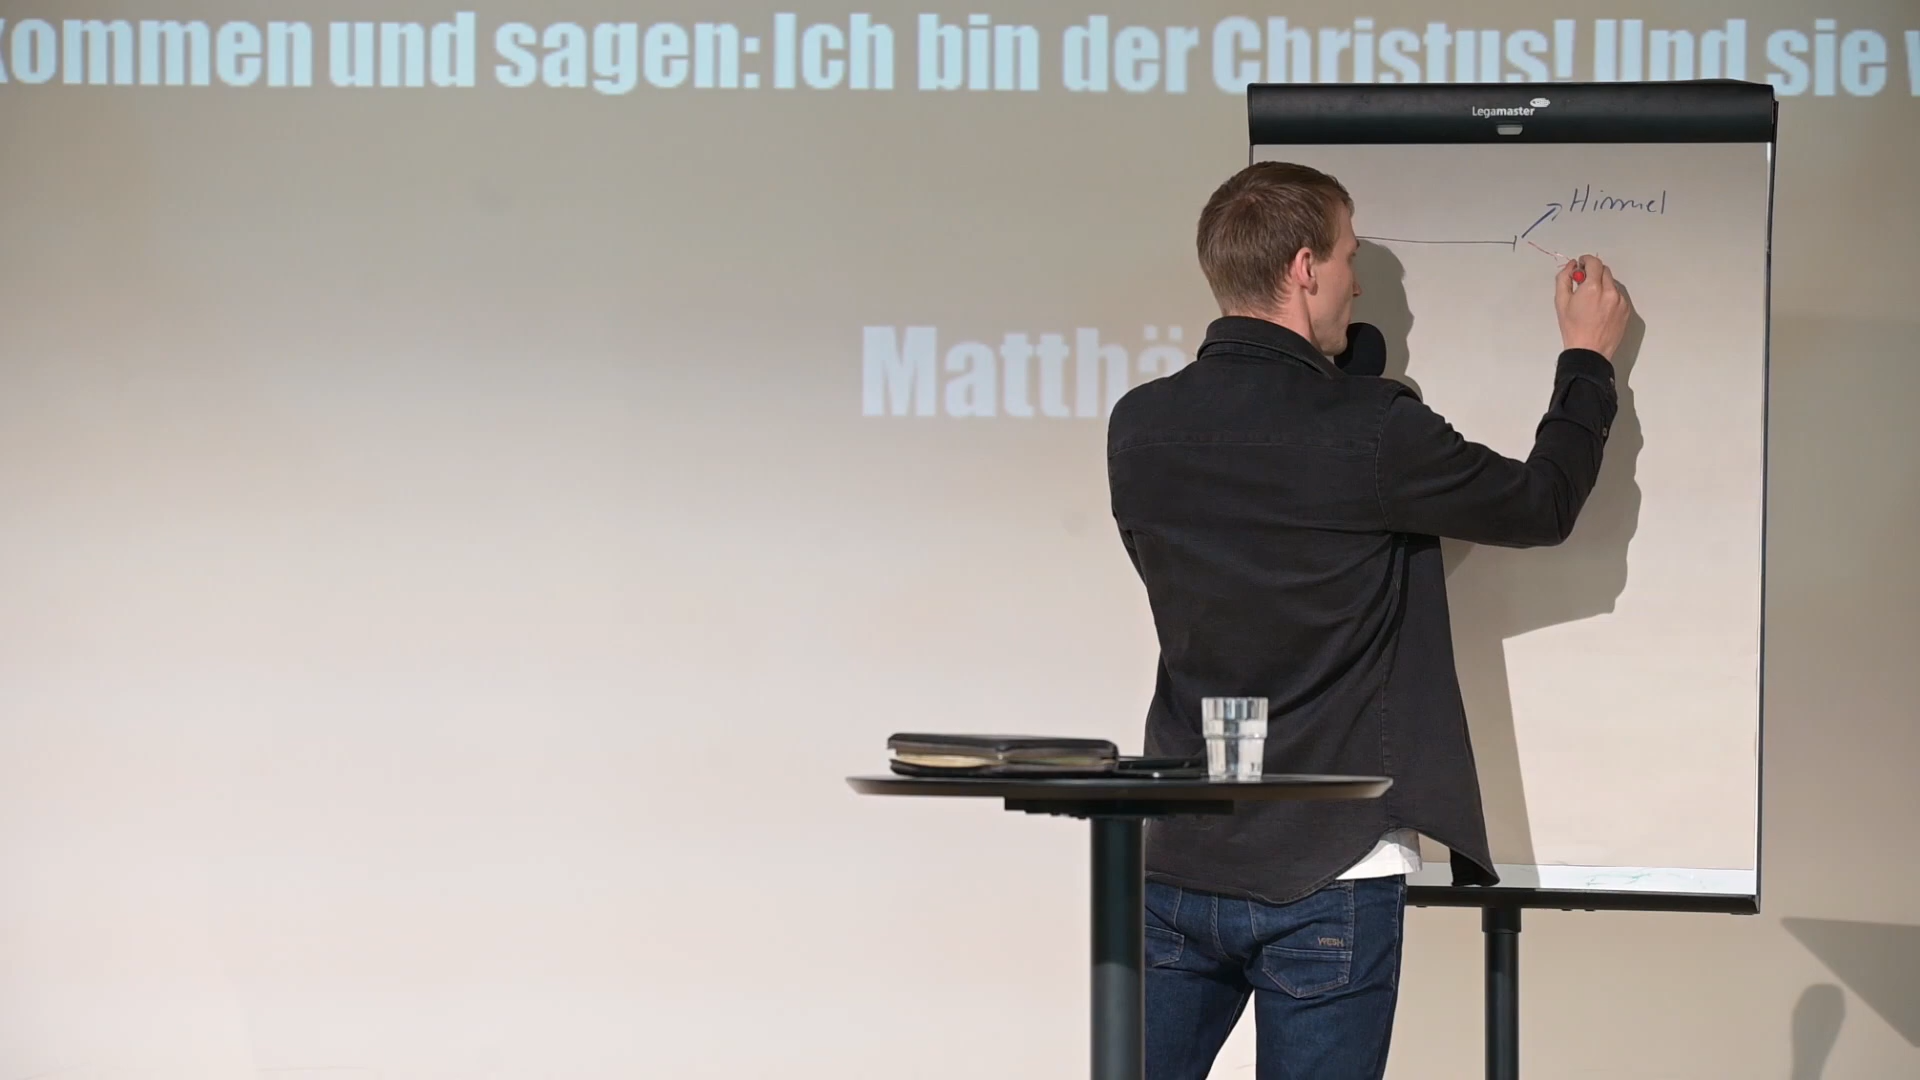 kommen und sagen: Ich bin der Christus! Und sie
Legamaster
Himmel
Matthä